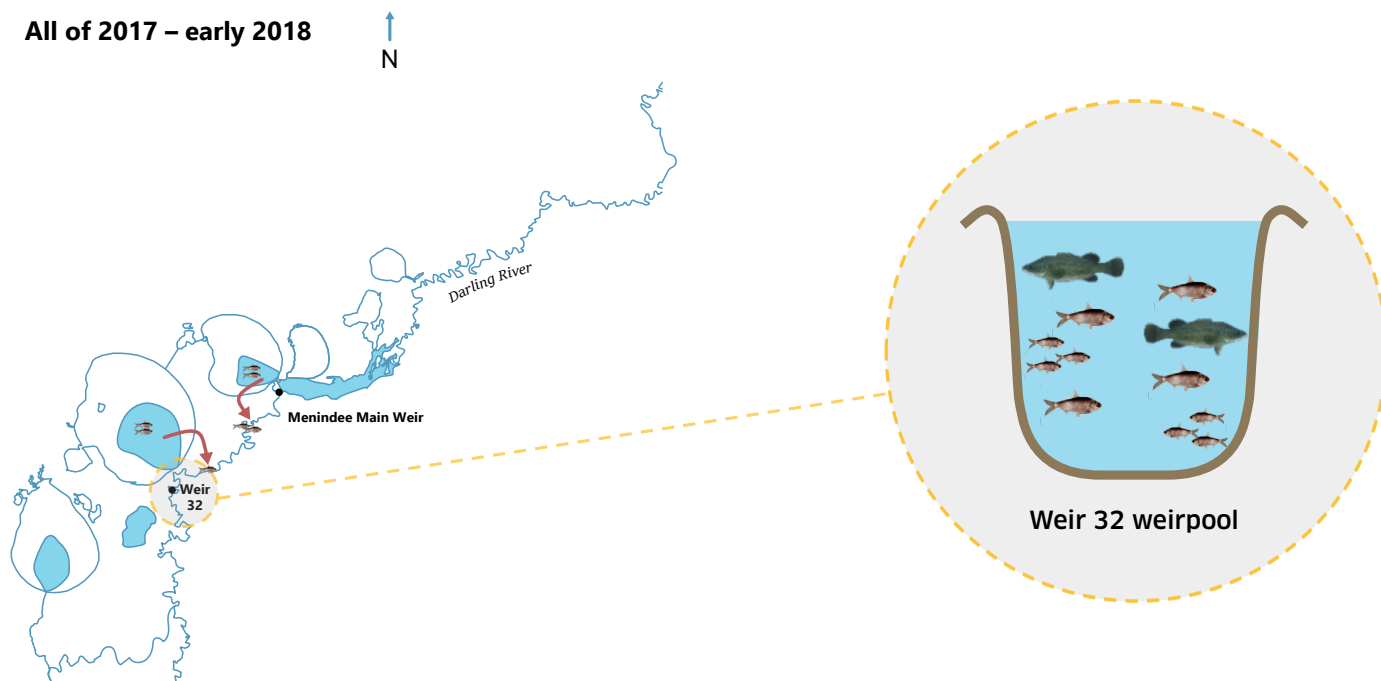 All of 2017 – early 2018
N
Darling River
Menindee Main Weir
Weir
32
Weir 32 weirpool